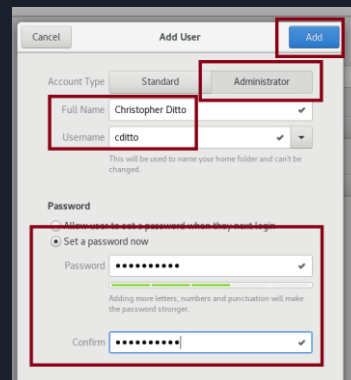 Cancel Add User Add
Account Type Standard Administrator
Full Name Christopher Ditto
Username cditto
This will be used to name your home folder and can't be
changed.
Password
Allow user to set a password when they next login
Set a password now
Password ••••••••••
Adding more letters, numbers and punctuation will make
the password stronger.
Confirm ••••••••••